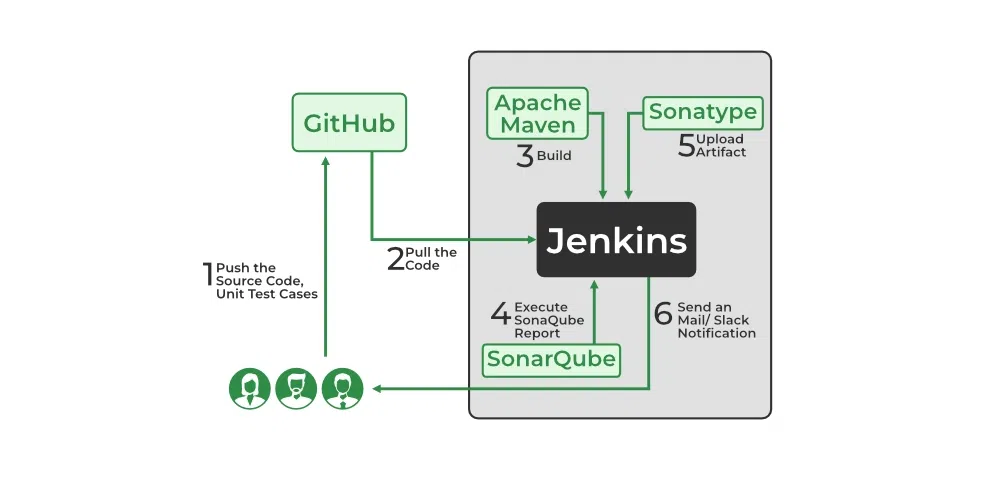 GitHub
Apache
Maven
Sonatype
3 Build
5 Upload
Artifact
Jenkins
2 Pull the
Code
1 Push the
Source Code,
Unit Test Cases
4 Execute
SonaQube
Report
6 Send an
Mail/ Slack
Notification
SonarQube